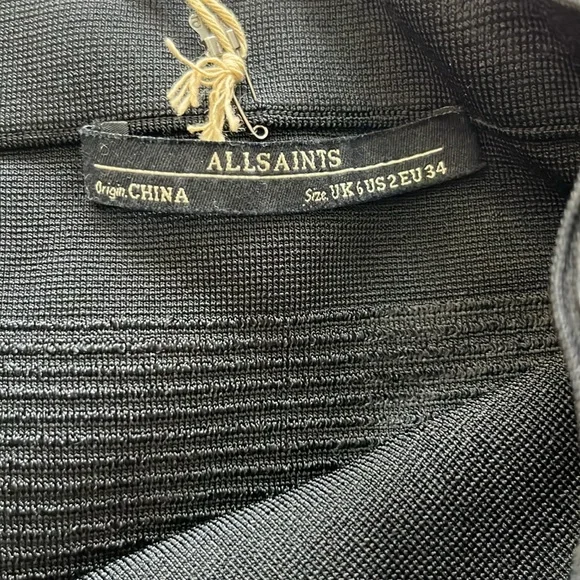 ALLSAINTS
Origin. CHINA Size. UK 6 US 2 EU 34